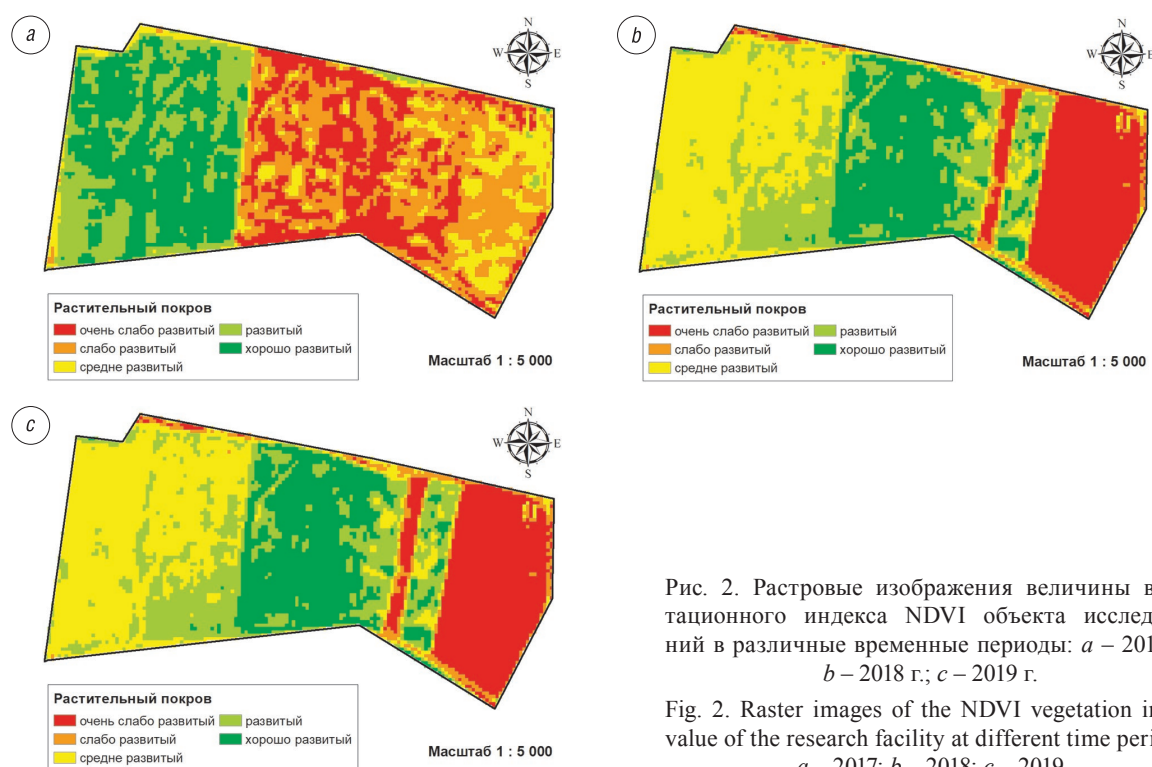 a
N
W
E
S
Растительный покров
очень слабо развитый
развитый
слабо развитый
хорошо развитый
средне развитый
Масштаб 1 : 5 000
b
N
W
E
S
Растительный покров
очень слабо развитый
развитый
слабо развитый
хорошо развитый
средне развитый
Масштаб 1 : 5 000
c
N
W
E
S
Растительный покров
очень слабо развитый
развитый
слабо развитый
хорошо развитый
средне развитый
Масштаб 1 : 5 000
Рис. 2. Растровые изображения величины в
тационного индекса NDVI объекта исслед
ний в различные временные периоды: a – 201
b – 2018 г.; c – 2019 г.
Fig. 2. Raster images of the NDVI vegetation in
value of the research facility at different time peri
a – 2017; b – 2018; c – 2019